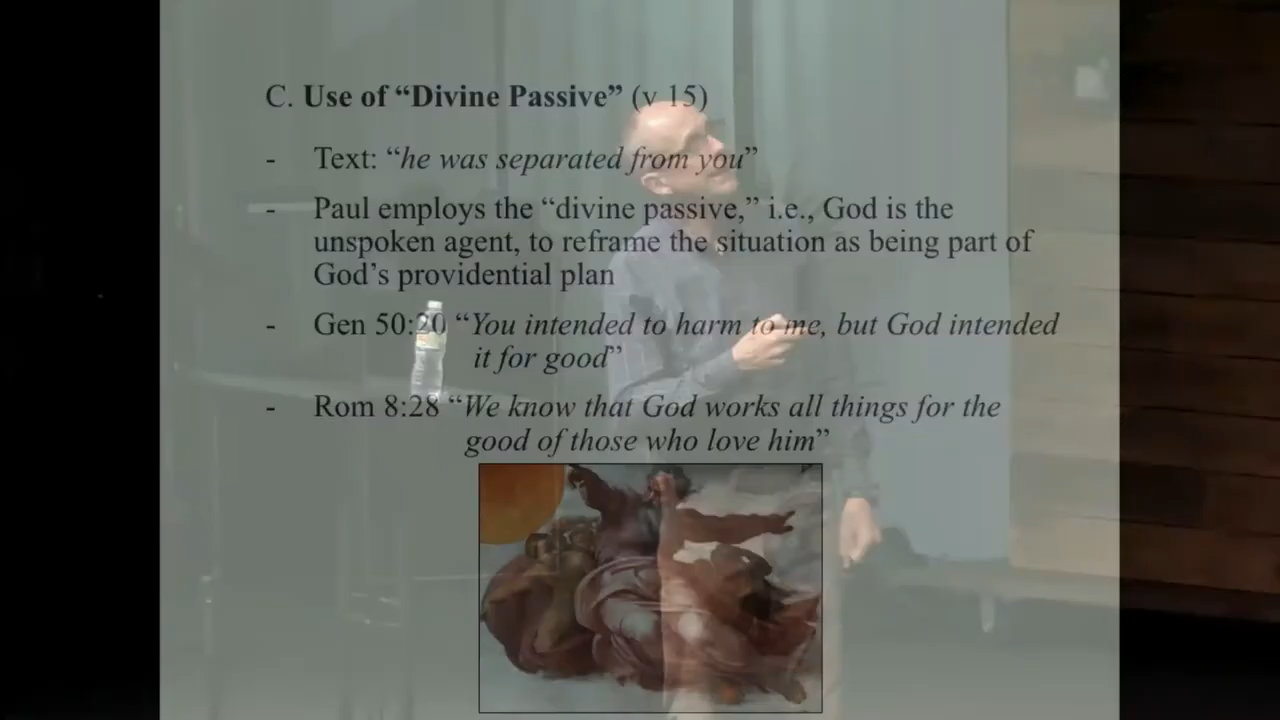 C. Use of “Divine Passive” (v 15)
- Text: “he was separated from you”
- Paul employs the “divine passive,” i.e., God is the
unspoken agent, to reframe the situation as being part of
God’s providential plan
- Gen 50:20 “You intended to harm to me, but God intended
it for good”
- Rom 8:28 “We know that God works all things for the
good of those who love him”